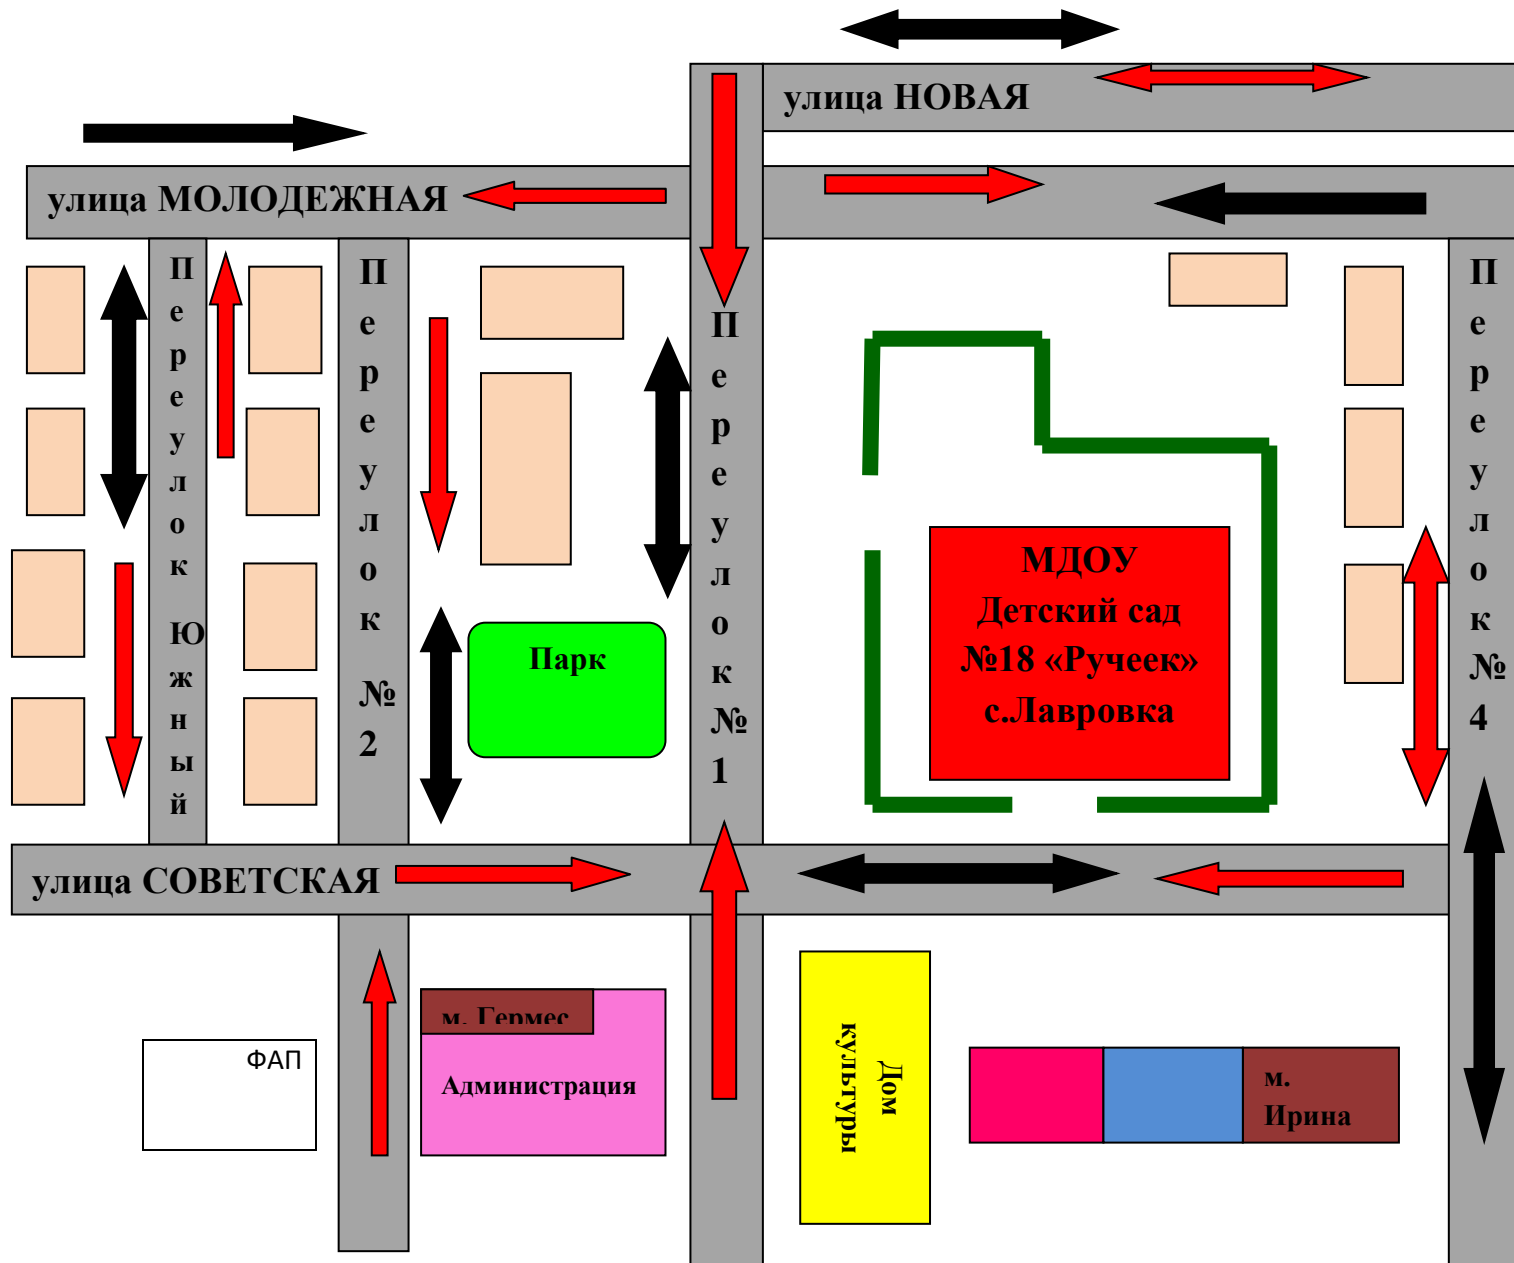 улица НОВАЯ
улица МОЛОДЕЖНАЯ
Переулок Южный
Переулок №2
Переулок №1
Переулок №4
МДОУ
Детский сад
№18 «Ручеек»
с.Лавровка
Парк
улица СОВЕТСКАЯ
м. Гермес
ФАП
Администрация
Дом
культуры
м.
Ирина